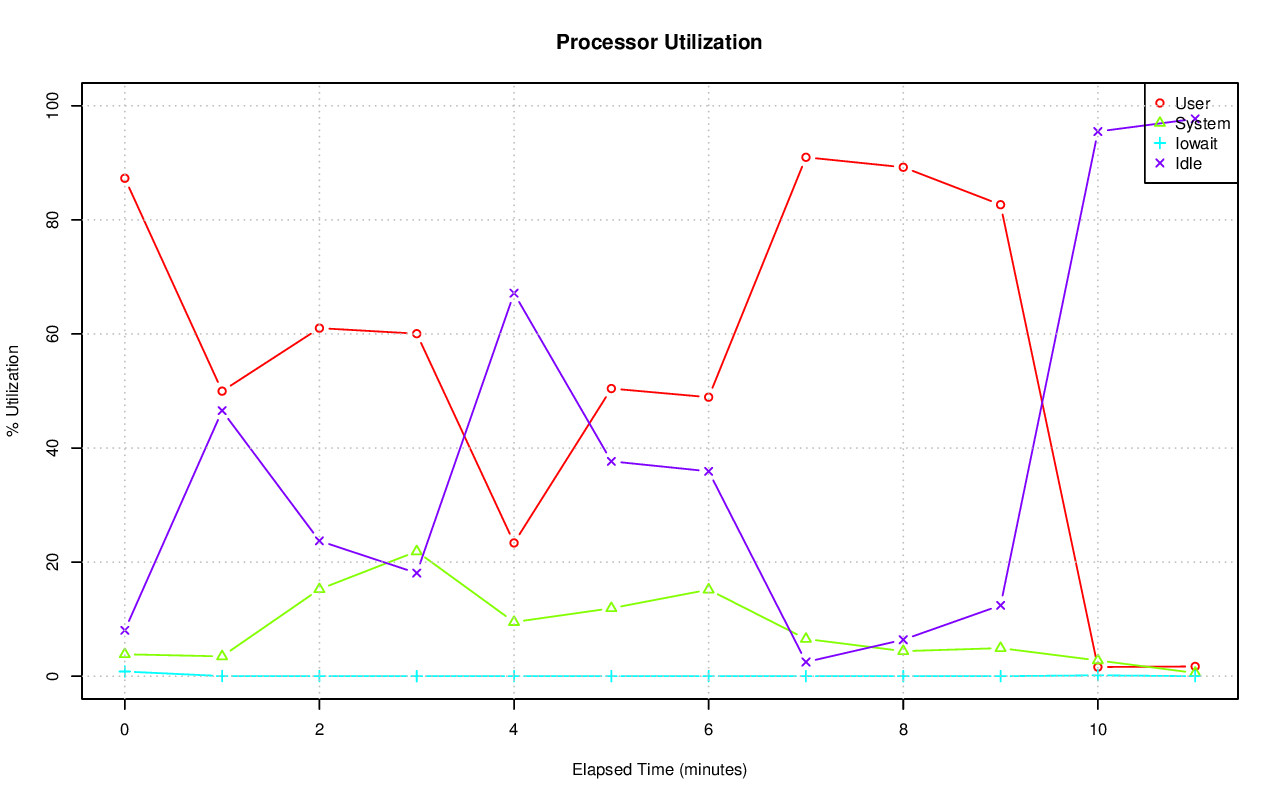 Processor Utilization
% Utilization
100
80
60
40
20
0
User
System
Iowait
Idle
0 2 4 6 8 10
Elapsed Time (minutes)